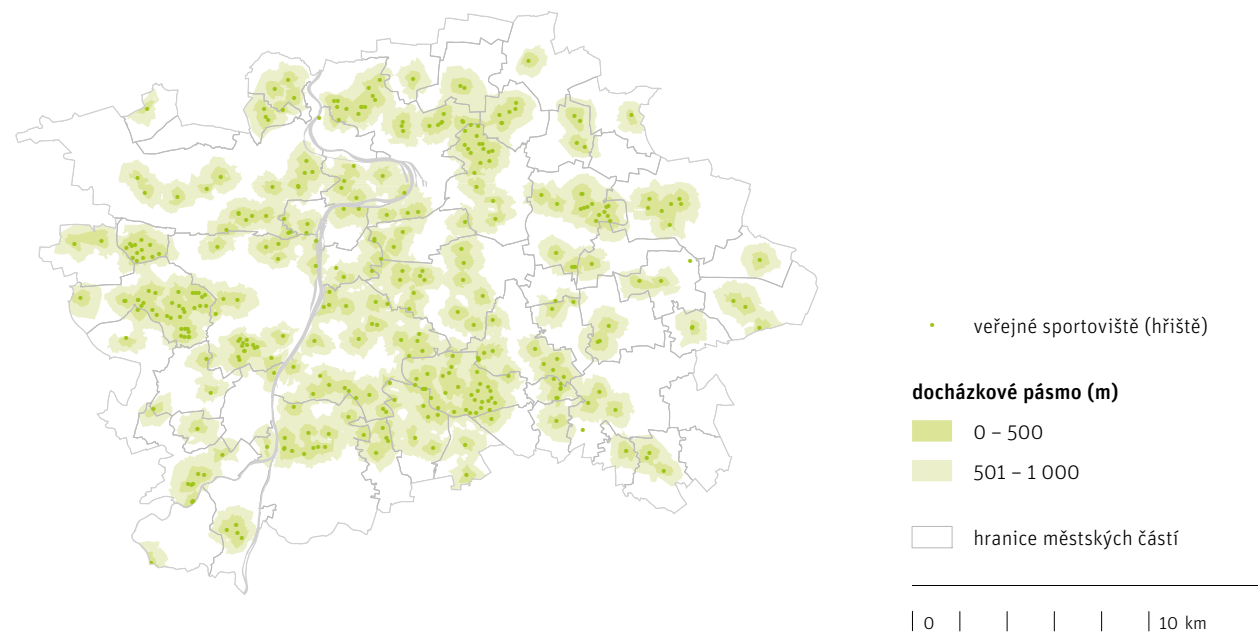 veřejné sportoviště (hřiště)
docházkové pásmo (m)
0 – 500
501 – 1 000
hranice městských částí
0 10 km